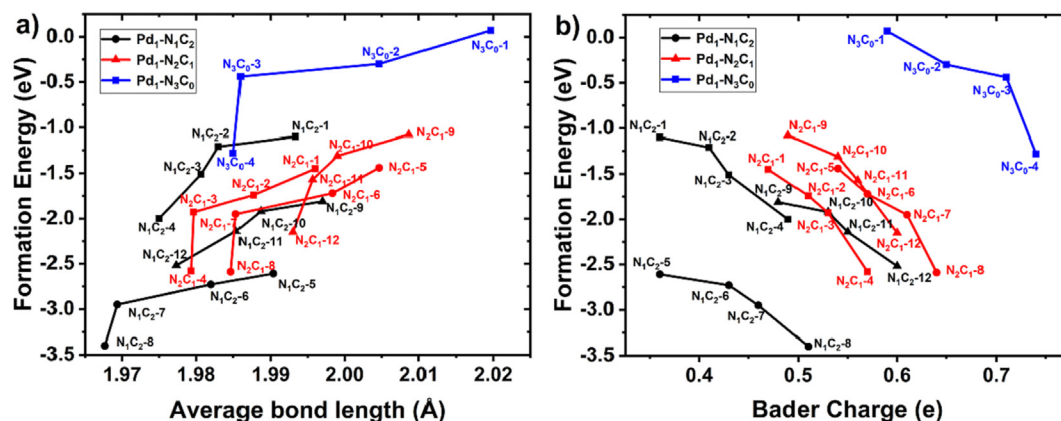 a)
Formation Energy (eV)
0.0
-0.5
-1.0
-1.5
-2.0
-2.5
-3.0
-3.5
Pd₁-N₁C₂
Pd₁-N₂C₁
Pd₁-N₃C₀
N₃C₀-1
N₃C₀-2
N₃C₀-3
N₃C₀-4
N₁C₂-1
N₁C₂-2
N₁C₂-3
N₁C₂-4
N₂C₁-9
N₂C₁-10
N₂C₁-11
N₂C₁-12
N₂C₁-1
N₂C₁-2
N₂C₁-3
N₂C₁-4
N₂C₁-5
N₂C₁-6
N₂C₁-7
N₂C₁-8
N₁C₂-9
N₁C₂-10
N₁C₂-11
N₁C₂-12
N₁C₂-5
N₁C₂-6
N₁C₂-7
N₁C₂-8
1.97 1.98 1.99 2.00 2.01 2.02
Average bond length (Å)
b)
Formation Energy (eV)
0.0
-0.5
-1.0
-1.5
-2.0
-2.5
-3.0
-3.5
Pd₁-N₁C₂
Pd₁-N₂C₁
Pd₁-N₃C₀
N₃C₀-1
N₃C₀-2
N₃C₀-3
N₃C₀-4
N₁C₂-1
N₁C₂-2
N₁C₂-3
N₁C₂-4
N₂C₁-9
N₂C₁-10
N₂C₁-11
N₂C₁-12
N₂C₁-1
N₂C₁-2
N₂C₁-3
N₂C₁-4
N₂C₁-5
N₂C₁-6
N₂C₁-7
N₂C₁-8
N₁C₂-9
N₁C₂-10
N₁C₂-11
N₁C₂-12
N₁C₂-5
N₁C₂-6
N₁C₂-7
N₁C₂-8
0.4 0.5 0.6 0.7
Bader Charge (e)